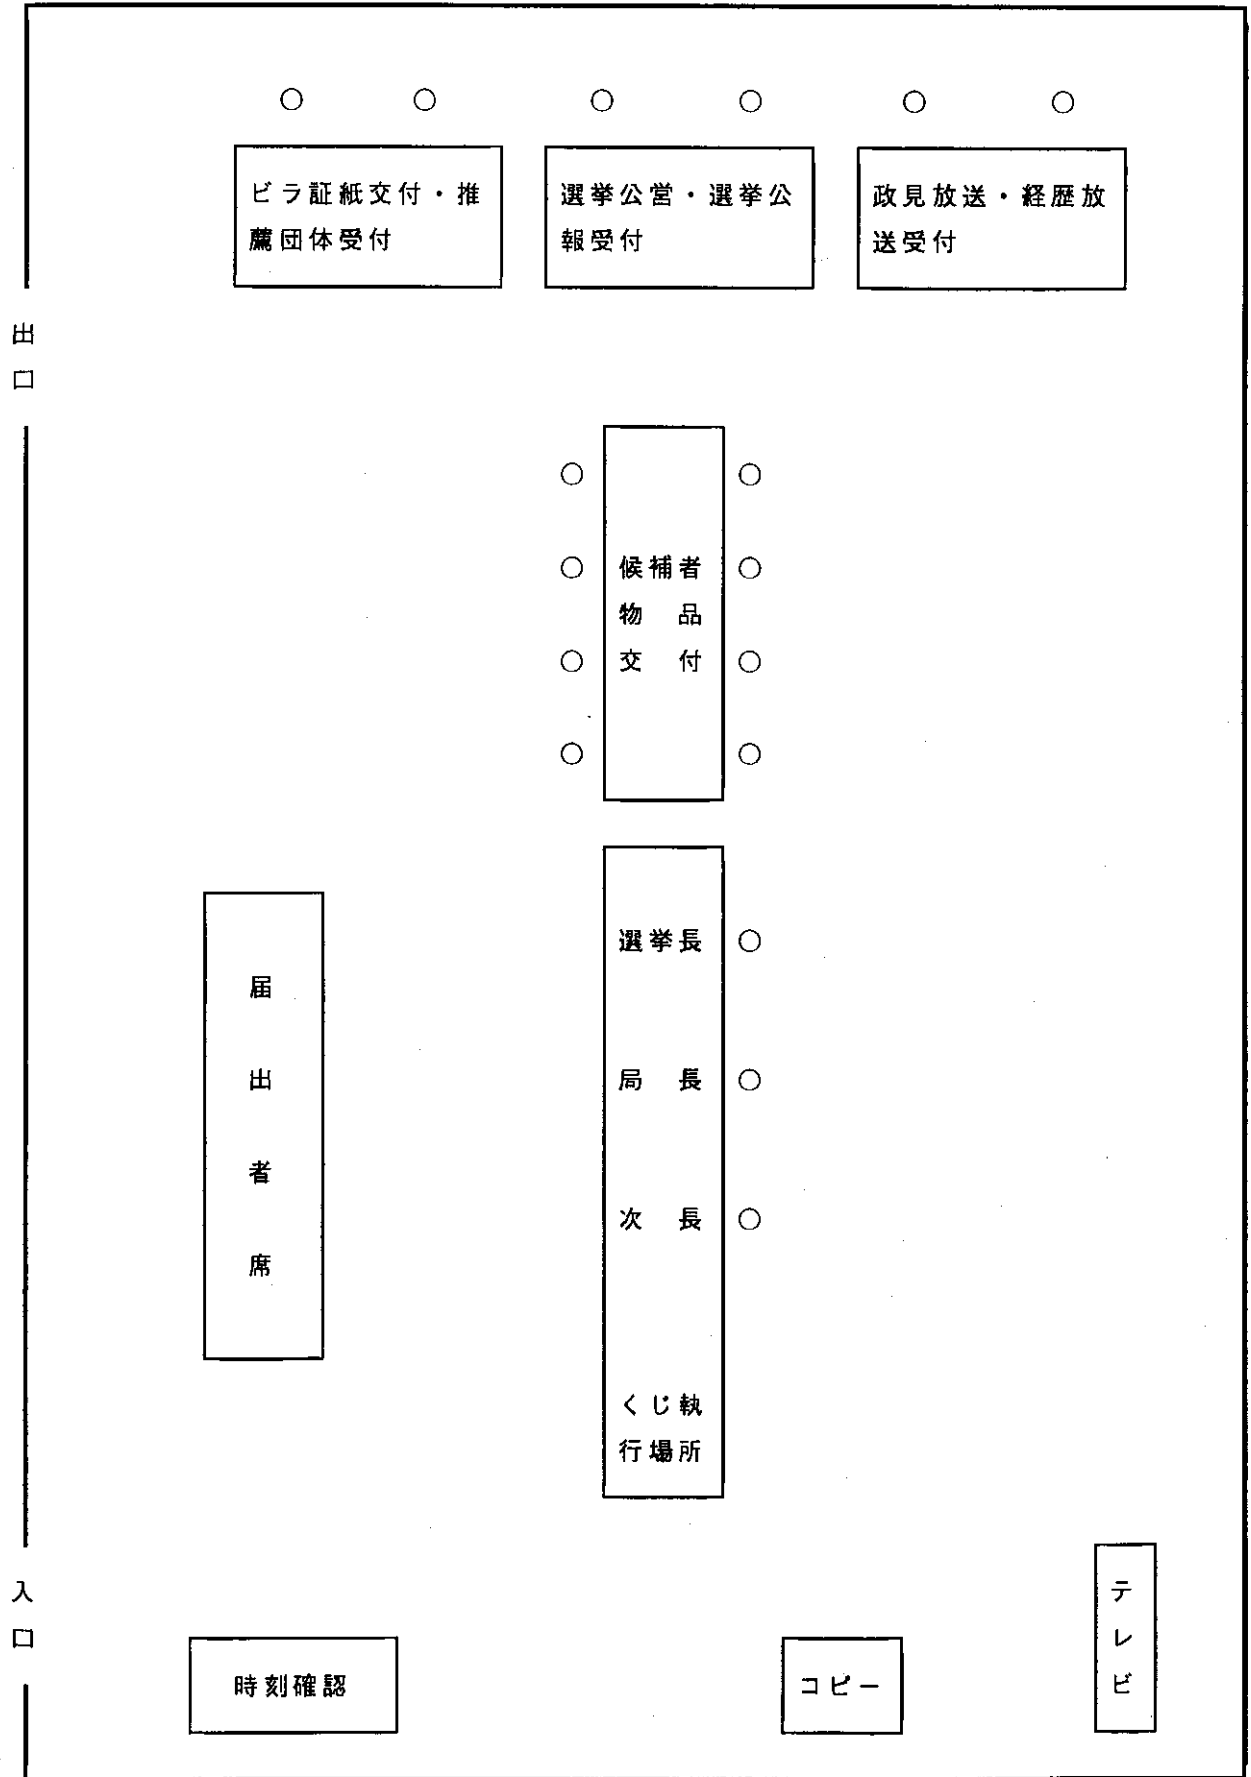 ビラ証紙交付・推
薦団体受付
選挙公営・選挙公
報受付
政見放送・経歴放
送受付
出
口
候補者
物品
交付
選挙長
局長
次長
くじ執
行場所
届
出
者
席
入
口
時刻確認
コピー
テ
レ
ビ